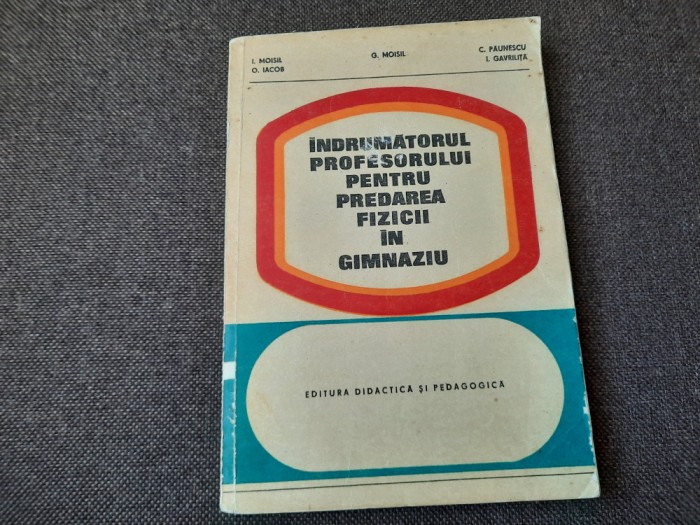 I. MOISIL
O. IACOB
G. MOISIL
C. PAUNESCU
I. GAVRILIȚĂ
ÎNDRUMĂTORUL
PROFESORULUI
PENTRU
PREDAREA
FIZICII
ÎN
GIMNAZIU
EDITURA DIDACTICĂ ȘI PEDAGOGICĂ